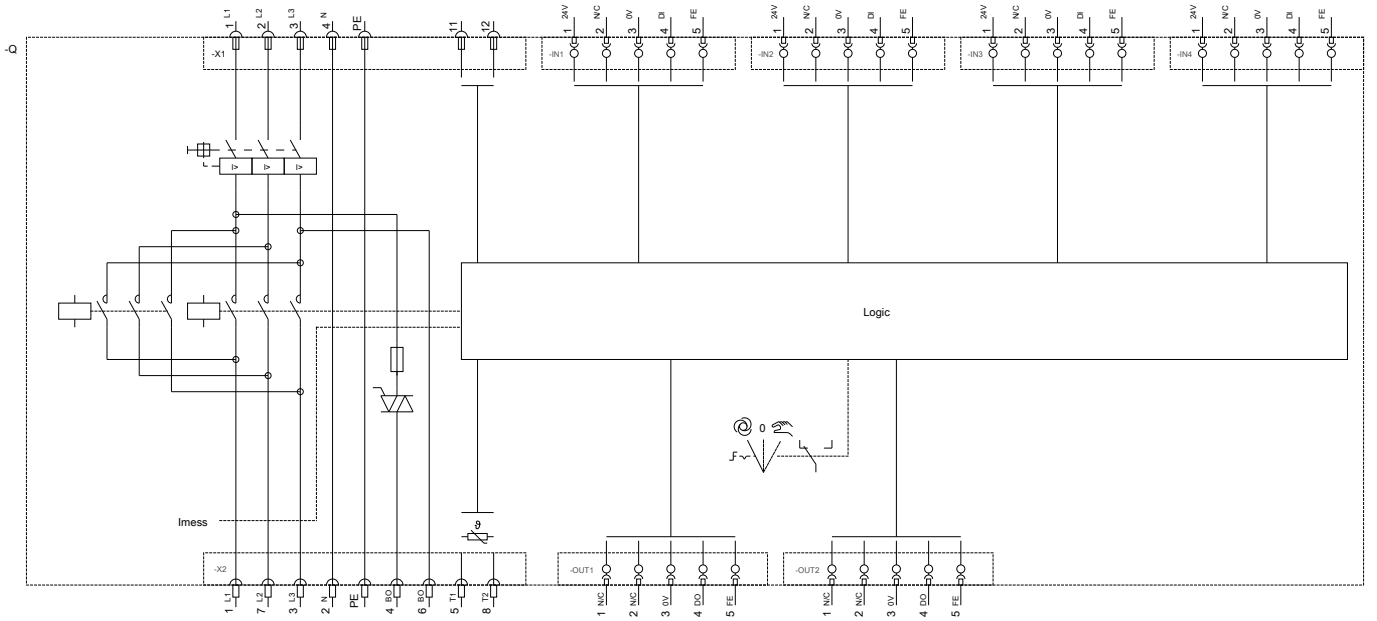 -Q
-X1
1 L1
2 L2
3 L3
4 N
PE
11
12
-IN1
1 24V
2 N/C
3 0V
4 DI
5 FE
-IN2
1 24V
2 N/C
3 0V
4 DI
5 FE
-IN3
1 24V
2 N/C
3 0V
4 DI
5 FE
-IN4
1 24V
2 N/C
3 0V
4 DI
5 FE
I> I> I>
Logic
0
Imess
ϑ
-X2
1 L1
7 L2
3 L3
2 N
PE
4 BO
6 BO
5 T1
8 T2
-OUT1
1 N/C
2 N/C
3 0V
4 DO
5 FE
-OUT2
1 N/C
2 N/C
3 0V
4 DO
5 FE